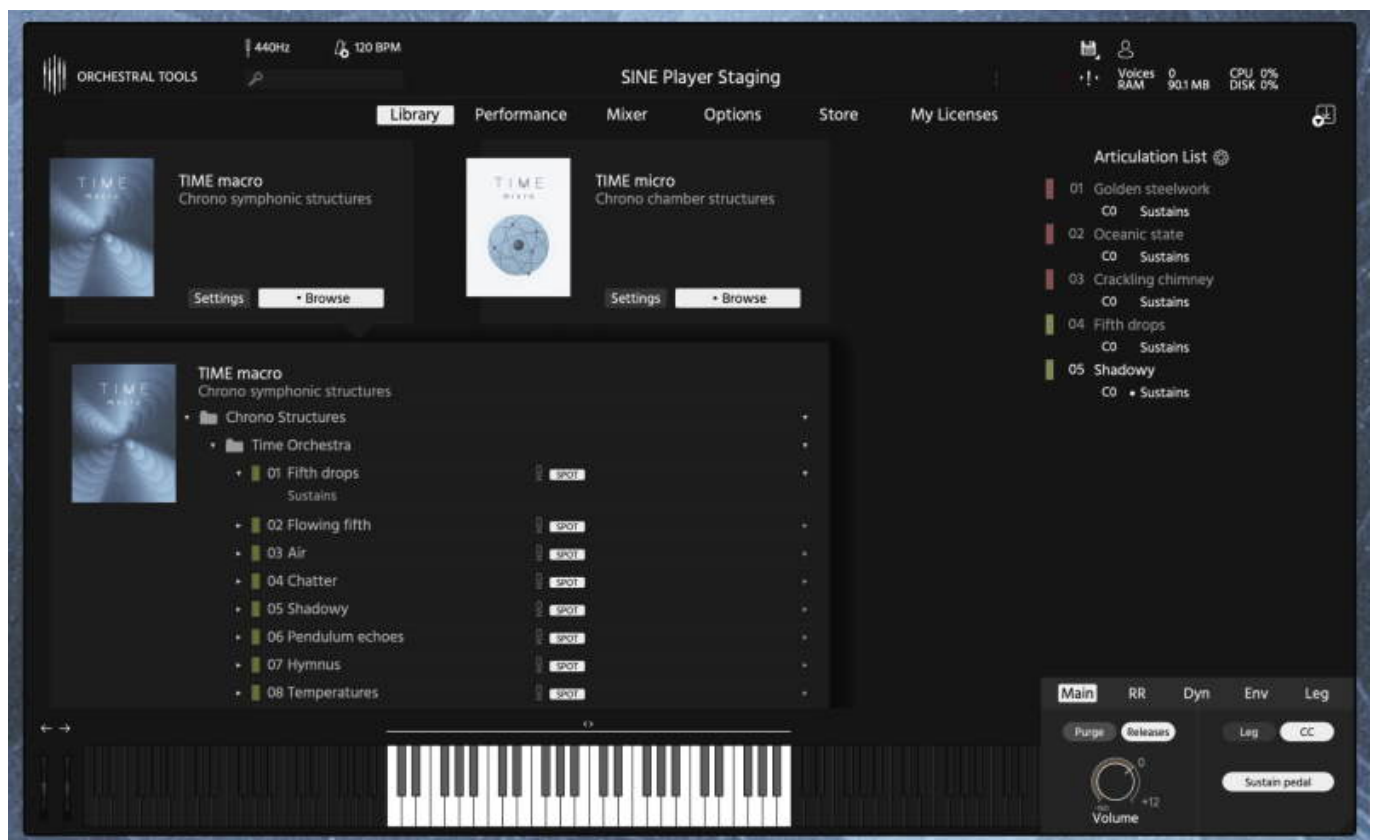 440Hz 120 BPM
ORCHESTRAL TOOLS
SINE Player Staging
Voices 0 CPU 0%
RAM 90.1 MB DISK 0%
Library Performance Mixer Options Store My Licenses
TIME
macro
TIME macro
Chrono symphonic structures
Settings • Browse
TIME
micro
TIME micro
Chrono chamber structures
Settings • Browse
TIME
macro
TIME macro
Chrono symphonic structures
Chrono Structures
Time Orchestra
01 Fifth drops SPOT
Sustains
02 Flowing fifth SPOT
03 Air SPOT
04 Chatter SPOT
05 Shadowy SPOT
06 Pendulum echoes SPOT
07 Hymnus SPOT
08 Temperatures SPOT
Articulation List
01 Golden steelwork
C0 Sustains
02 Oceanic state
C0 Sustains
03 Crackling chimney
C0 Sustains
04 Fifth drops
C0 Sustains
05 Shadowy
C0 • Sustains
Main RR Dyn Env Leg
Purge Releases Leg CC
0
Sustain pedal
+12
Volume